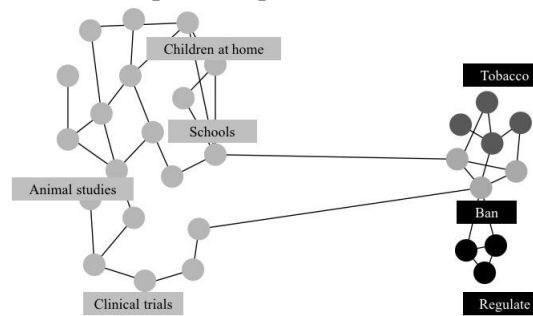 Children at home
Tobacco
Schools
Animal studies
Ban
Clinical trials
Regulate